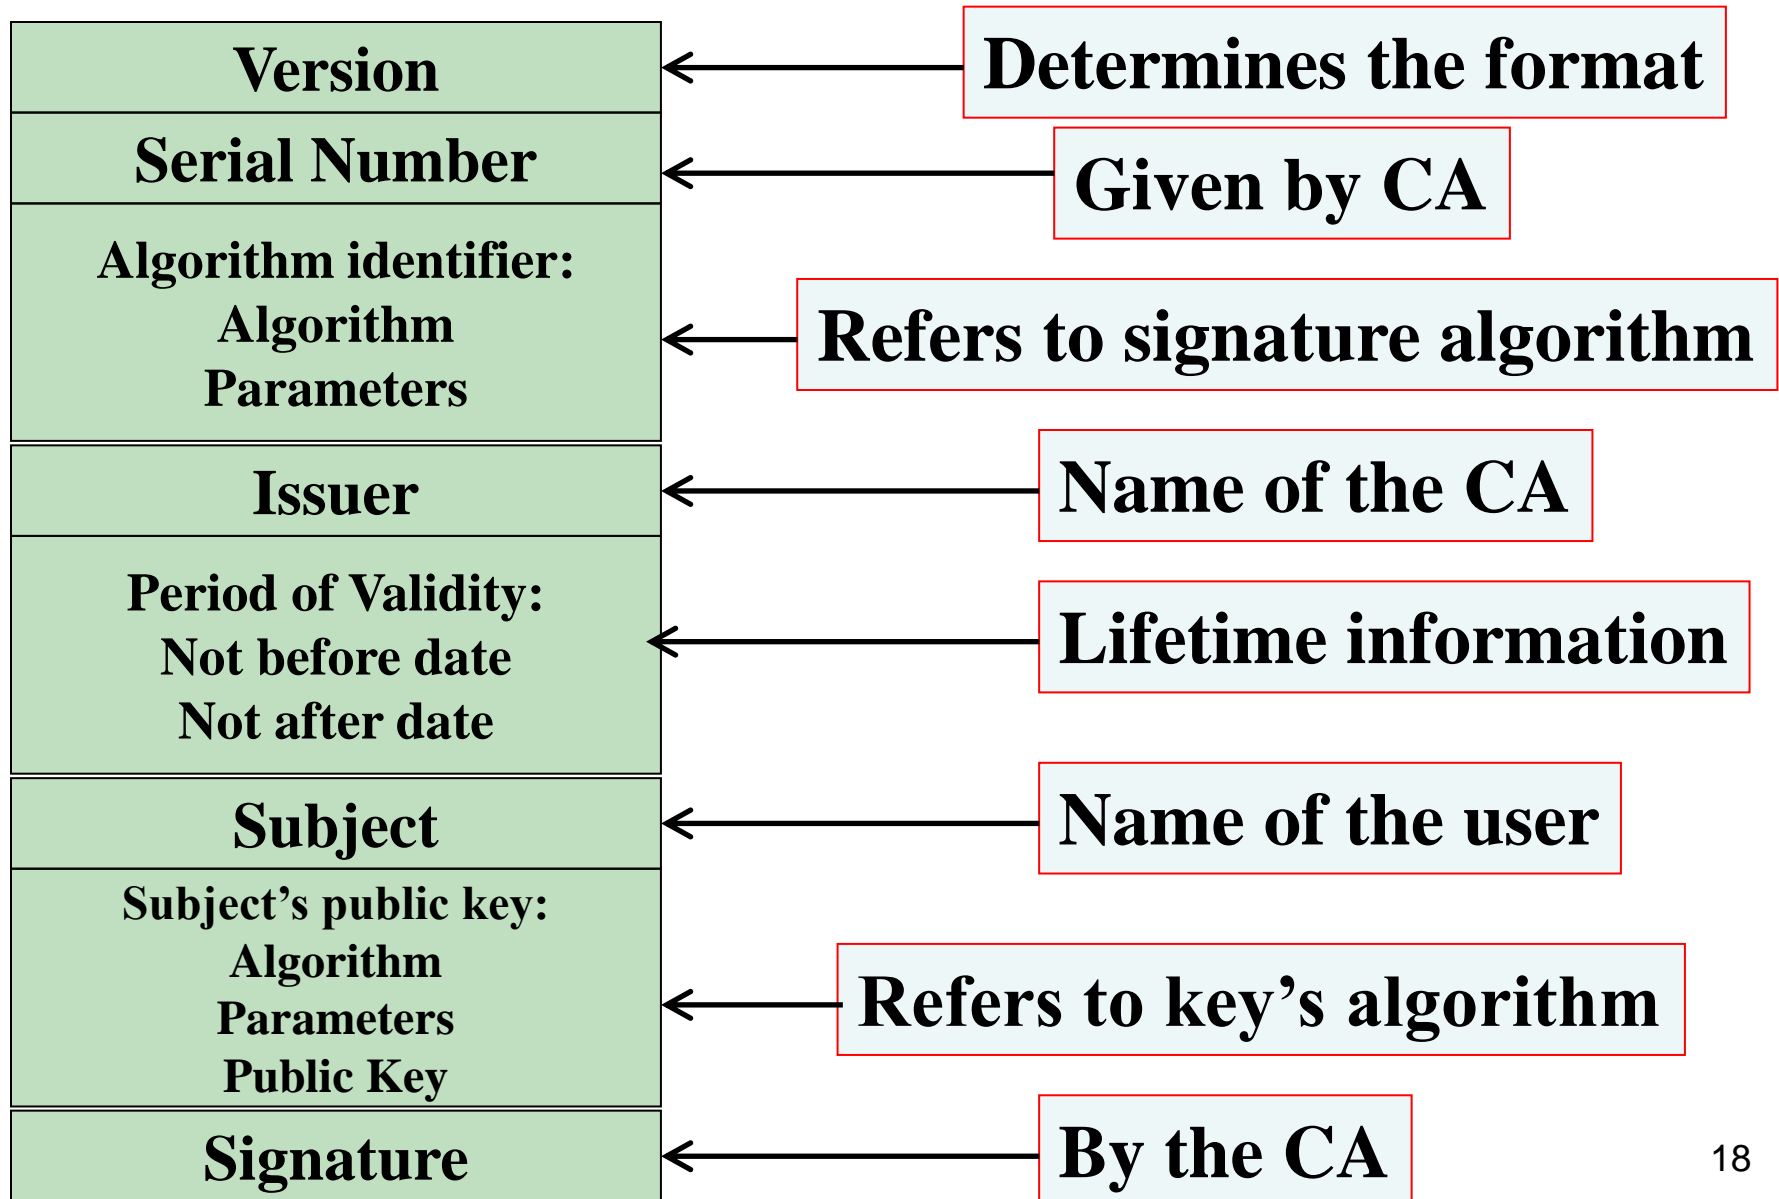 Version
Determines the format
Serial Number
Given by CA
Algorithm identifier:
Algorithm
Parameters
Refers to signature algorithm
Issuer
Name of the CA
Period of Validity:
Not before date
Not after date
Lifetime information
Subject
Name of the user
Subject’s public key:
Algorithm
Parameters
Public Key
Refers to key’s algorithm
Signature
By the CA
18